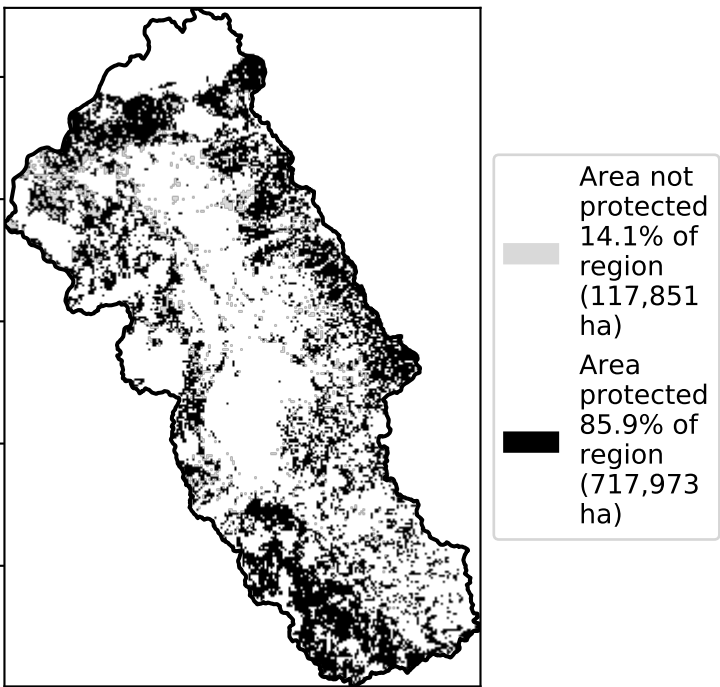 Area not
protected
14.1% of
region
(117,851
ha)
Area
protected
85.9% of
region
(717,973
ha)